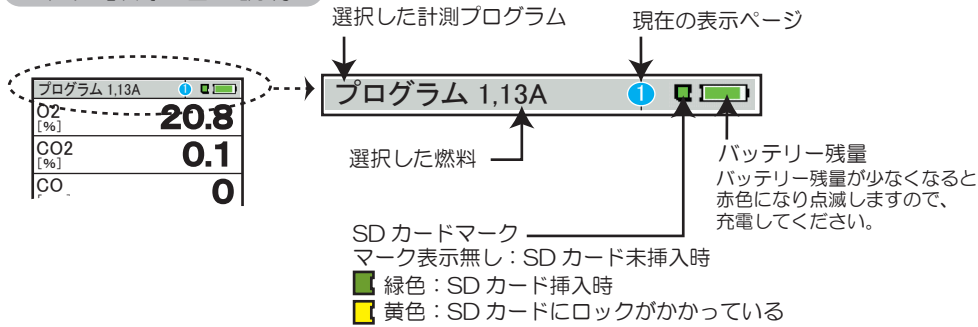 選択した計測プログラム
現在の表示ページ
プログラム 1,13A
1
O2
[%]
20.8
CO2
[%]
0.1
CO
0
プログラム 1,13A
1
選択した燃料
バッテリー残量
バッテリー残量が少なくなると
赤色になり点滅しますので、
充電してください。
SD カードマーク
マーク表示無し：SD カード未挿入時
緑色：SD カード挿入時
黄色：SD カードにロックがかかっている